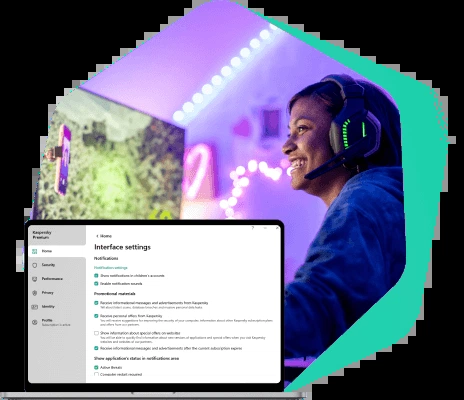 Kaspersky
Premium
Home
Security
Performance
Privacy
Identity
Profile
Home
Interface settings
Notifications
Notification settings
Show notifications in children's accounts
Enable notification sounds
Promotional materials
Receive informational messages and advertisements from Kaspersky
Receive personal offers from Kaspersky
Show information about special offers on websites
Receive informational messages and advertisements after the current subscription expires
Show application's status in notifications area
Active threats
Computer restart required